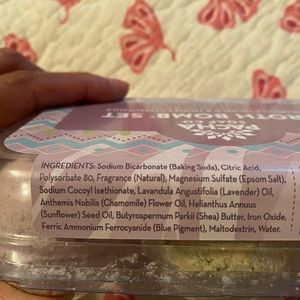 BATH BOMB SET
INGREDIENTS: Sodium Bicarbonate (Baking Soda), Citric Acid,
Polysorbate 80, Fragrance (Natural), Magnesium Sulfate (Epsom Salt),
Sodium Cocoyl Isethionate, Lavandula Angustifolia (Lavender) Oil,
Anthemis Nobilis (Chamomile) Flower Oil, Helianthus Annuus
(Sunflower) Seed Oil, Butyrospermum Parkii (Shea) Butter, Iron Oxide,
Ferric Ammonium Ferrocyanide (Blue Pigment), Maltodextrin, Water.